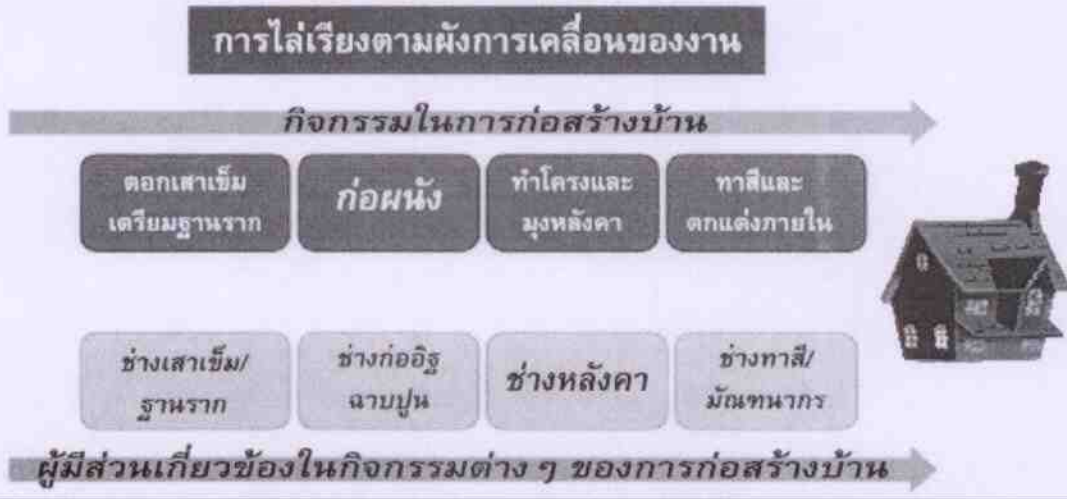 การไล่เรียงตามผังการเคลื่อนของงาน
กิจกรรมในการก่อสร้างบ้าน
ตอกเสาเข็ม
เตรียมฐานราก
ก่อผนัง
ทำโครงและ
มุงหลังคา
ทาสีและ
ตกแต่งภายใน
ช่างเสาเข็ม/
ฐานราก
ช่างก่ออิฐ
ฉาบปูน
ช่างหลังคา
ช่างทาสี/
มัณฑนากร
ผู้มีส่วนเกี่ยวข้องในกิจกรรมต่าง ๆ ของการก่อสร้างบ้าน